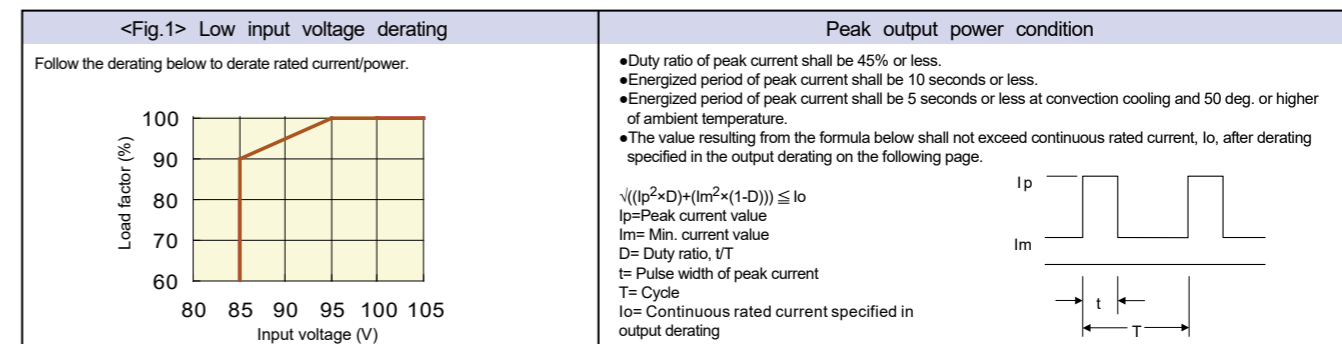 <Fig.1> Low input voltage derating
Follow the derating below to derate rated current/power.
100
90
80
70
60
Load factor (%)
80 85 90 95 100 105
Input voltage (V)
Peak output power condition
●Duty ratio of peak current shall be 45% or less.
●Energized period of peak current shall be 10 seconds or less.
●Energized period of peak current shall be 5 seconds or less at convection cooling and 50 deg. or higher
of ambient temperature.
●The value resulting from the formula below shall not exceed continuous rated current, Io, after derating
specified in the output derating on the following page.
√((Ip²×D)+(Im²×(1-D))) ≦ Io
Ip=Peak current value
Im= Min. current value
D= Duty ratio, t/T
t= Pulse width of peak current
T= Cycle
Io= Continuous rated current specified in
output derating
Ip
Im
t
T